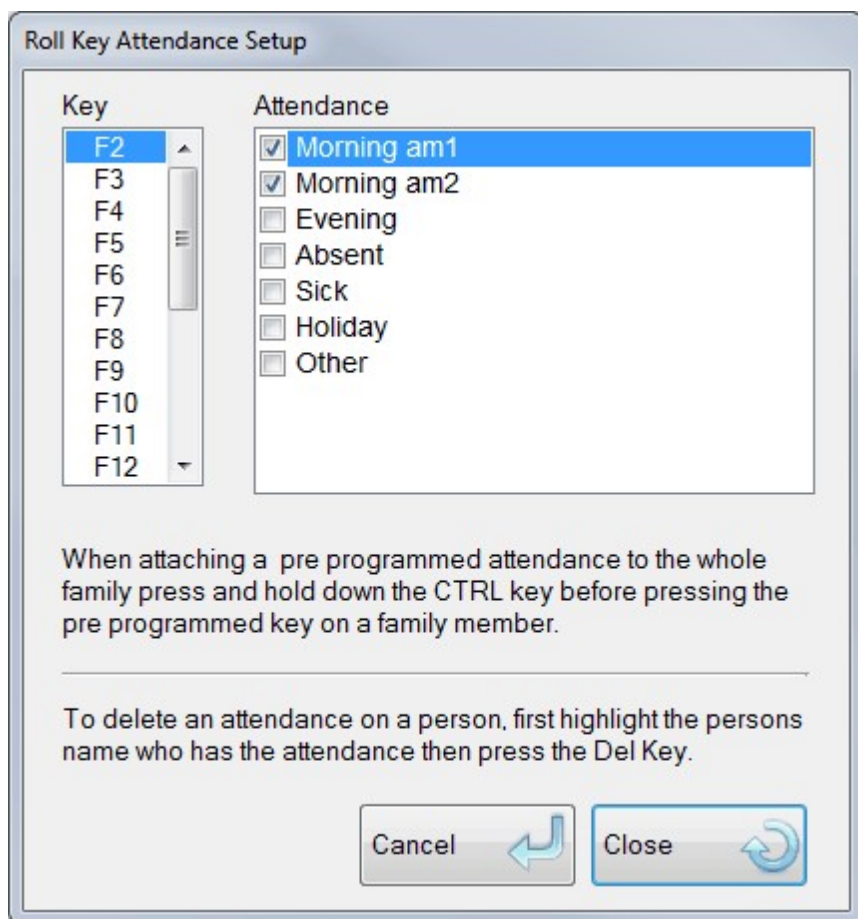 Roll Key Attendance Setup
Key
Attendance
F2
F3
F4
F5
F6
F7
F8
F9
F10
F11
F12
Morning am1
Morning am2
Evening
Absent
Sick
Holiday
Other
When attaching a pre programmed attendance to the whole
family press and hold down the CTRL key before pressing the
pre programmed key on a family member.
To delete an attendance on a person, first highlight the persons
name who has the attendance then press the Del Key.
Cancel
Close